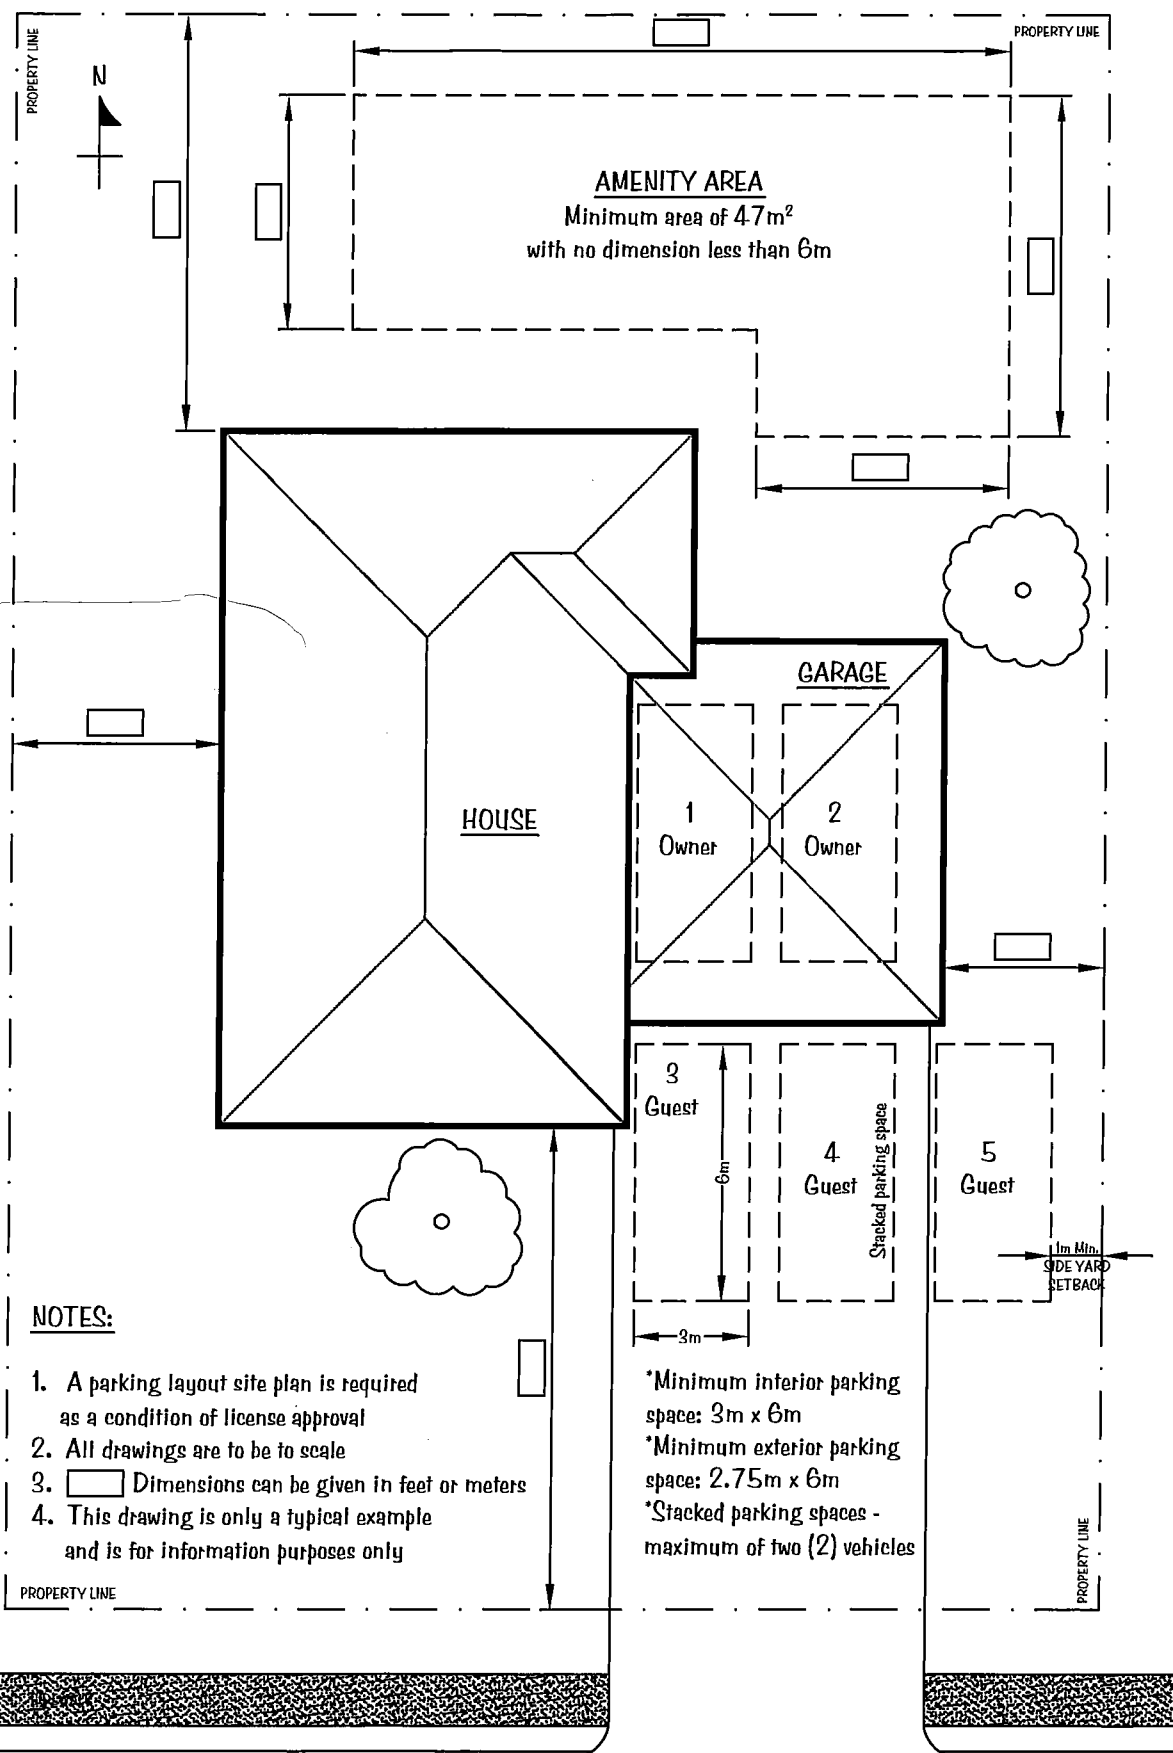 PROPERTY LINE
PROPERTY LINE
N
AMENITY AREA
Minimum area of 47m²
with no dimension less than 6m
GARAGE
1
Owner
2
Owner
HOUSE
3
Guest
6m
4
Guest
Stacked parking space
5
Guest
1m Min.
SIDE YARD
SETBACK
3m
NOTES:
1. A parking layout site plan is required
as a condition of license approval
2. All drawings are to be to scale
3. Dimensions can be given in feet or meters
4. This drawing is only a typical example
and is for information purposes only
*Minimum interior parking
space: 3m x 6m
*Minimum exterior parking
space: 2.75m x 6m
*Stacked parking spaces -
maximum of two (2) vehicles
PROPERTY LINE
PROPERTY LINE